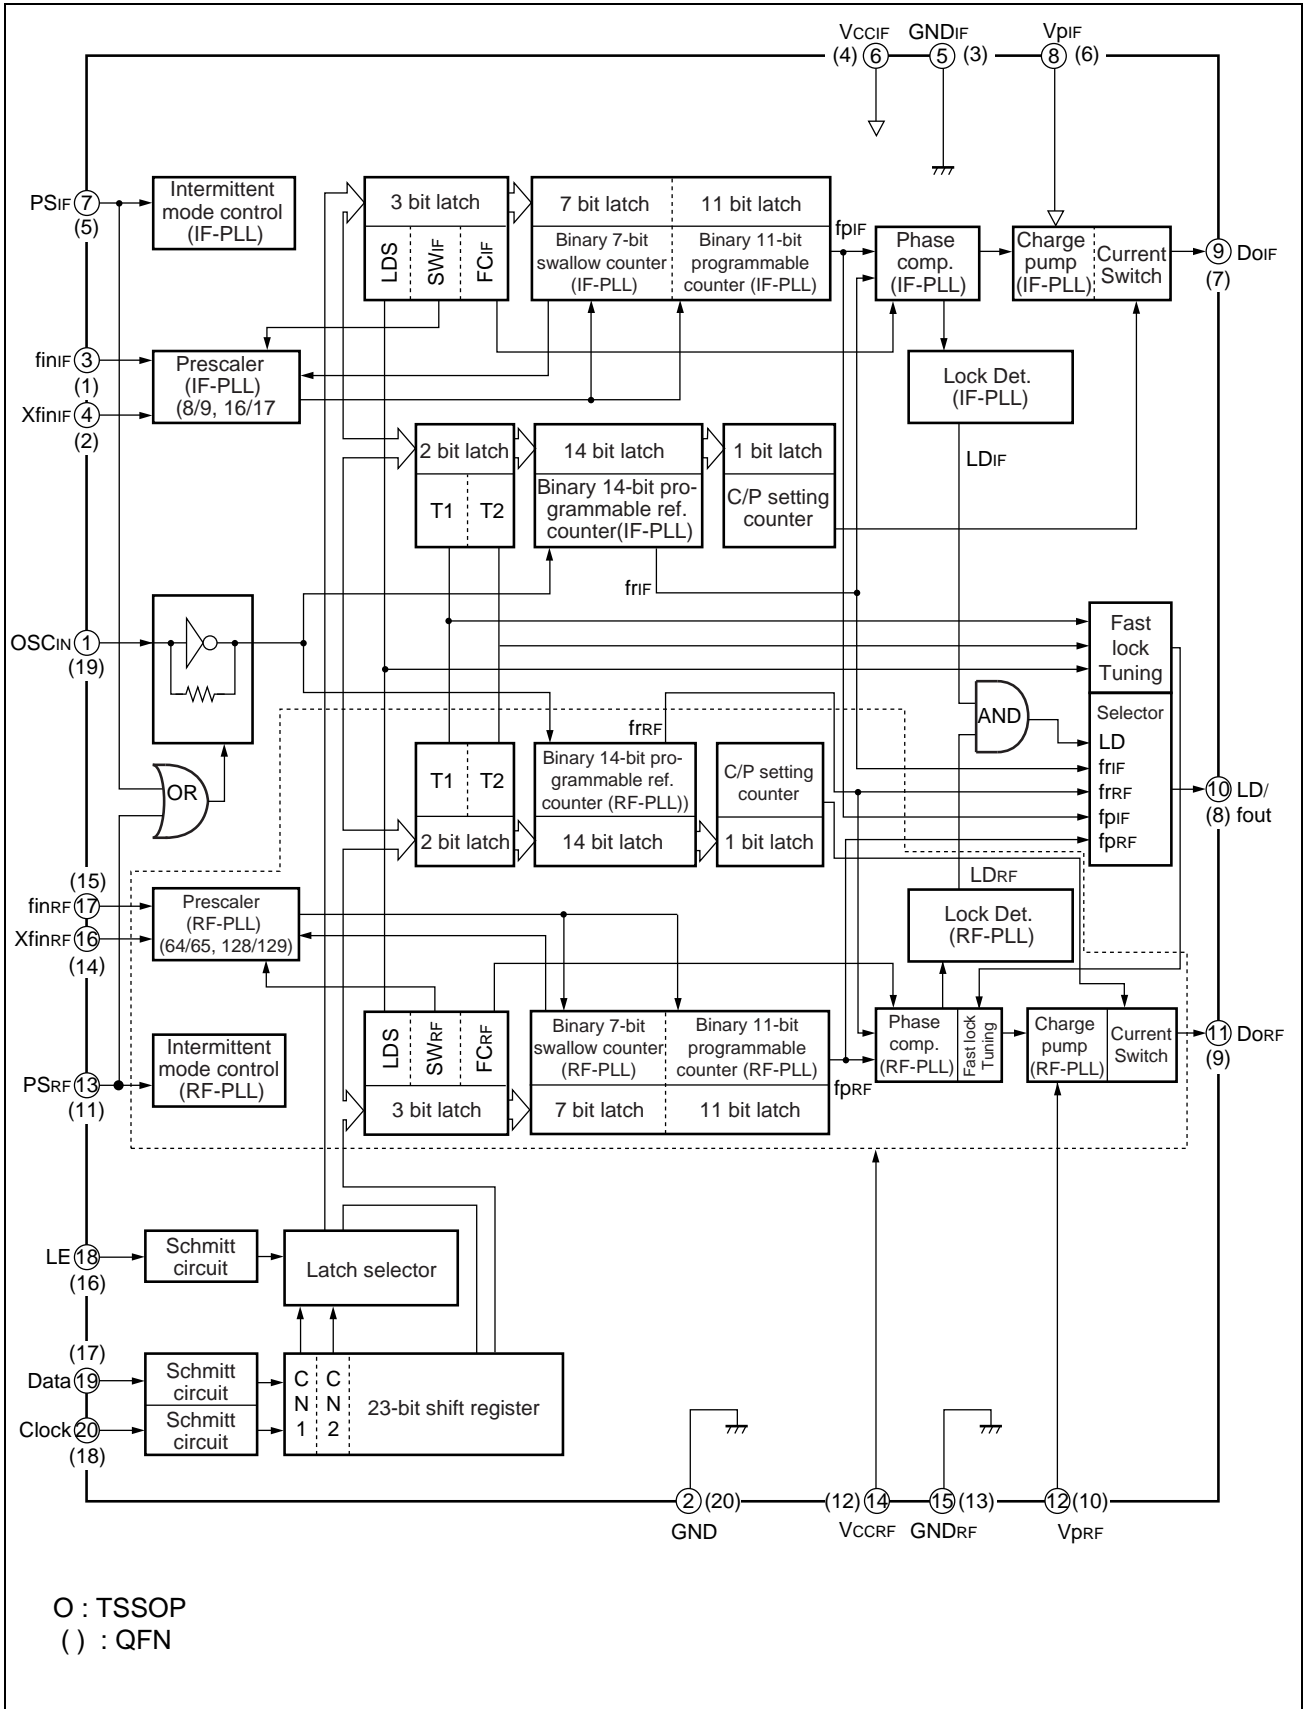 VCCIF GNDIF VpIF
(4) 6 5 (3) 8 (6)
PSIF 7
(5)
Intermittent
mode control
(IF-PLL)
3 bit latch
LDS
SWIF
FCIF
7 bit latch
11 bit latch
Binary 7-bit
swallow counter
(IF-PLL)
Binary 11-bit
programmable
counter (IF-PLL)
fpIF
Phase
comp.
(IF-PLL)
Charge
pump
(IF-PLL)
Current
Switch
9 DoIF
(7)
finIF 3
(1)
XfinIF 4
(2)
Prescaler
(IF-PLL)
(8/9, 16/17
Lock Det.
(IF-PLL)
LDIF
2 bit latch
T1
T2
14 bit latch
Binary 14-bit pro-
grammable ref.
counter(IF-PLL)
1 bit latch
C/P setting
counter
frIF
OSCIN 1
(19)
Fast
lock
Tuning
OR
AND
Selector
LD
frIF
frRF
fpIF
fpRF
10 LD/
(8) fout
frRF
T1
T2
2 bit latch
Binary 14-bit pro-
grammable ref.
counter (RF-PLL))
14 bit latch
C/P setting
counter
1 bit latch
(15)
finRF 17
XfinRF 16
(14)
Prescaler
(RF-PLL)
(64/65, 128/129)
LDRF
Lock Det.
(RF-PLL)
PSRF 13
(11)
Intermittent
mode control
(RF-PLL)
LDS
SWRF
FCRF
3 bit latch
Binary 7-bit
swallow counter
(RF-PLL)
Binary 11-bit
programmable
counter (RF-PLL)
7 bit latch
11 bit latch
fpRF
Phase
comp.
(RF-PLL)
Fast lock
Tuning
Charge
pump
(RF-PLL)
Current
Switch
11 DoRF
(9)
LE 18
(16)
Schmitt
circuit
Latch selector
(17)
Data 19
Clock 20
(18)
Schmitt
circuit
Schmitt
circuit
C
N
1
C
N
2
23-bit shift register
2 (20) (12) 14 15 (13) 12 (10)
GND VCCRF GNDRF VpRF
O : TSSOP
( ) : QFN